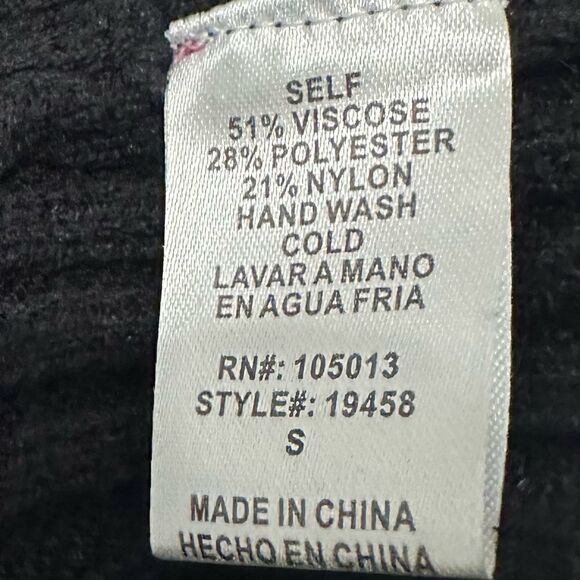 SELF
51% VISCOSE
28% POLYESTER
21% NYLON
HAND WASH
COLD
LAVAR A MANO
EN AGUA FRIA
RN#: 105013
STYLE#: 19458
S
MADE IN CHINA
HECHO EN CHINA